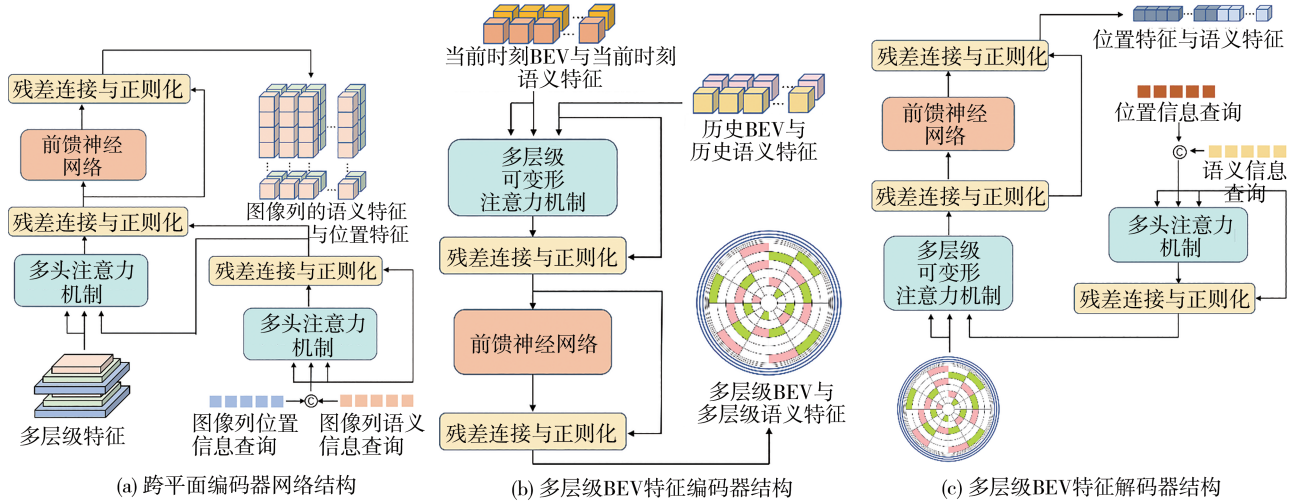 残差连接与正则化
前馈神经
网络
残差连接与正则化
多头注意力
机制
多层级特征
图像列的语义特征
与位置特征
残差连接与正则化
多头注意力
机制
C
图像列位置
信息查询
图像列语义
信息查询
(a) 跨平面编码器网络结构
当前时刻BEV与当前时刻
语义特征
历史BEV与
历史语义特征
多层级
可变形
注意力机制
残差连接与正则化
前馈神经网络
残差连接与正则化
多层级BEV与
多层级语义特征
(b) 多层级BEV特征编码器结构
位置特征与语义特征
残差连接与正则化
前馈神经
网络
残差连接与正则化
多层级
可变形
注意力机制
位置信息查询
C
语义信息
查询
多头注意力
机制
残差连接与正则化
(c) 多层级BEV特征解码器结构